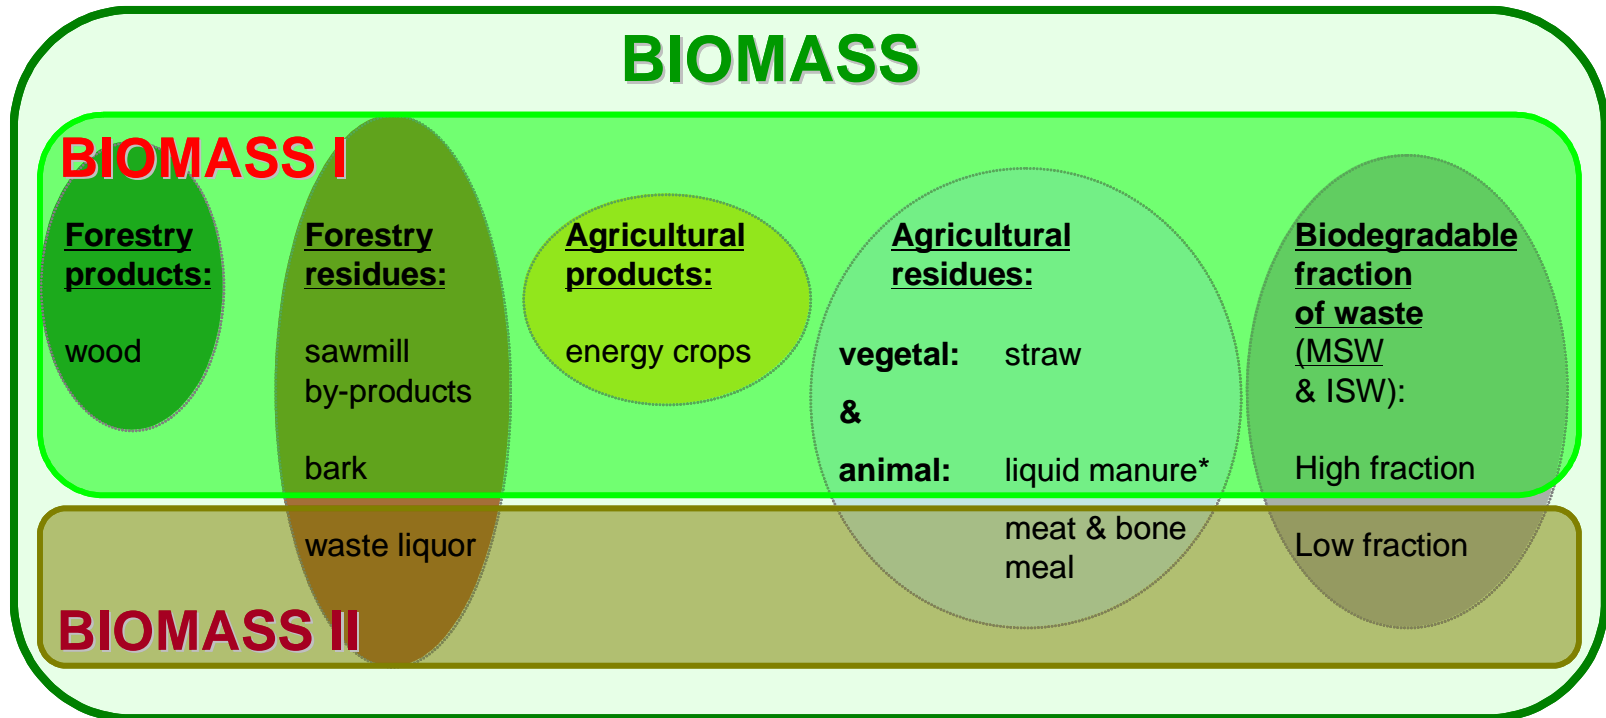 BIOMASS
BIOMASS I
Forestry
products:
wood
Forestry
residues:
sawmill
by-products
bark
waste liquor
Agricultural
products:
energy crops
Agricultural
residues:
vegetal: straw
&
animal: liquid manure*
meat & bone
meal
Biodegradable
fraction
of waste
(MSW
& ISW):
High fraction
Low fraction
BIOMASS II